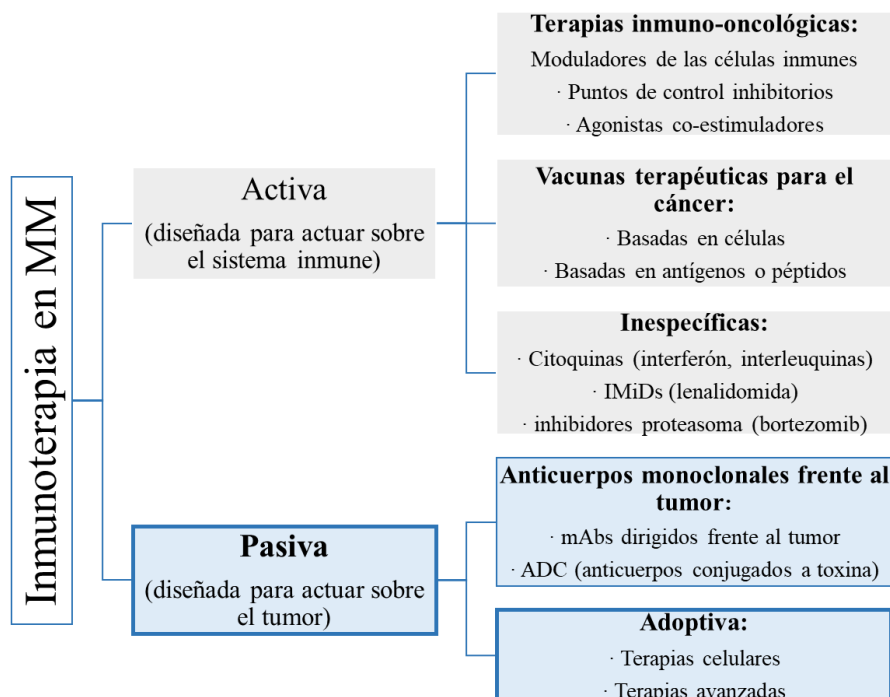 Inmunoterapia en MM
Activa
(diseñada para actuar sobre
el sistema inmune)
Terapias inmuno-oncológicas:
Moduladores de las células inmunes
· Puntos de control inhibitorios
· Agonistas co-estimuladores
Vacunas terapéuticas para el
cáncer:
· Basadas en células
· Basadas en antígenos o péptidos
Inespecíficas:
· Citoquinas (interferón, interleuquinas)
· IMiDs (lenalidomida)
· inhibidores proteasoma (bortezomib)
Pasiva
(diseñada para actuar sobre
el tumor)
Anticuerpos monoclonales frente al
tumor:
· mAbs dirigidos frente al tumor
· ADC (anticuerpos conjugados a toxina)
Adoptiva:
· Terapias celulares
· Terapias avanzadas